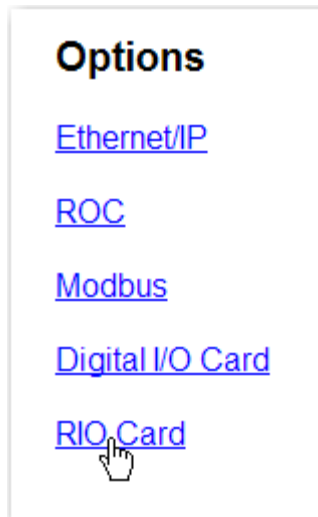 Options
Ethernet/IP
ROC
Modbus
Digital I/O Card
RIO Card